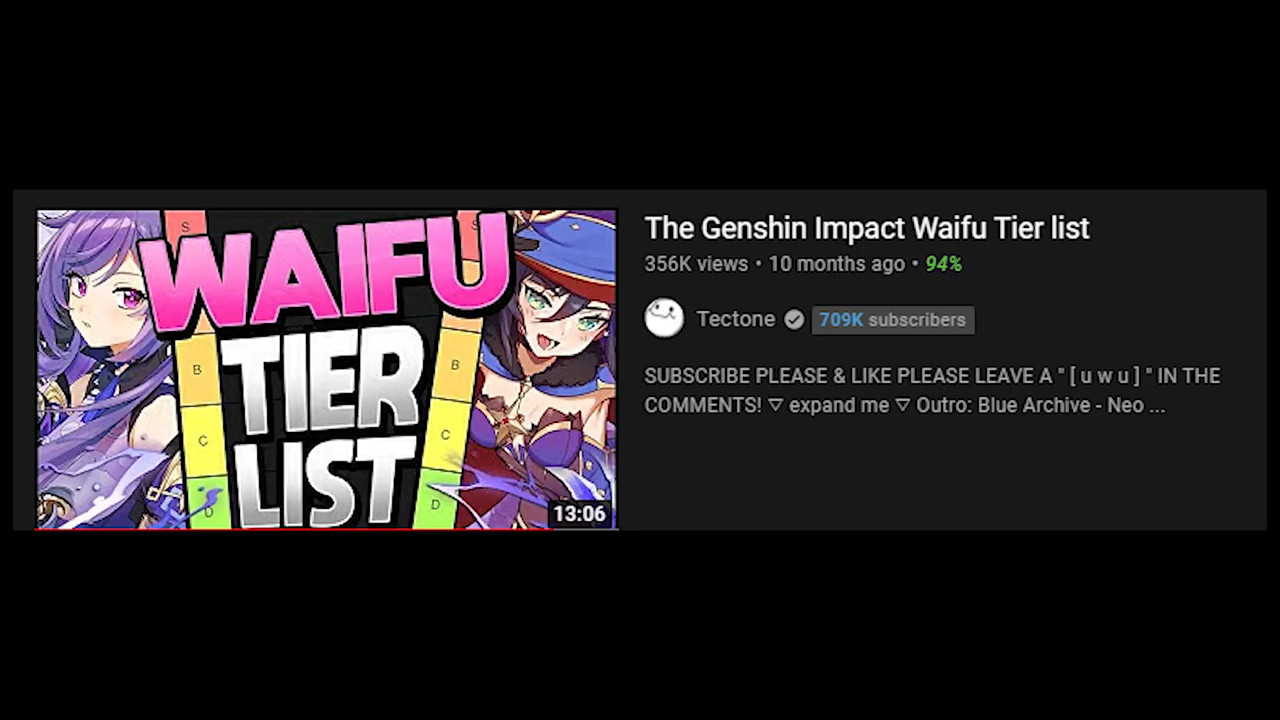 S
S
WAIFU
TIER
LIST
B
B
C
C
D
D
13:06
The Genshin Impact Waifu Tier list
356K views • 10 months ago • 94%
Tectone 709K subscribers
SUBSCRIBE PLEASE & LIKE PLEASE LEAVE A " [ u w u ] " IN THE
COMMENTS! ▽ expand me ▽ Outro: Blue Archive - Neo ...